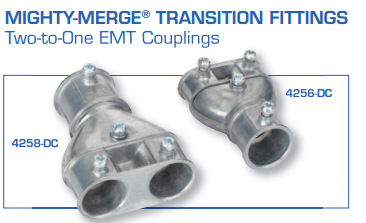 MIGHTY-MERGE® TRANSITION FITTINGS
Two-to-One EMT Couplings
4256-DC
4258-DC